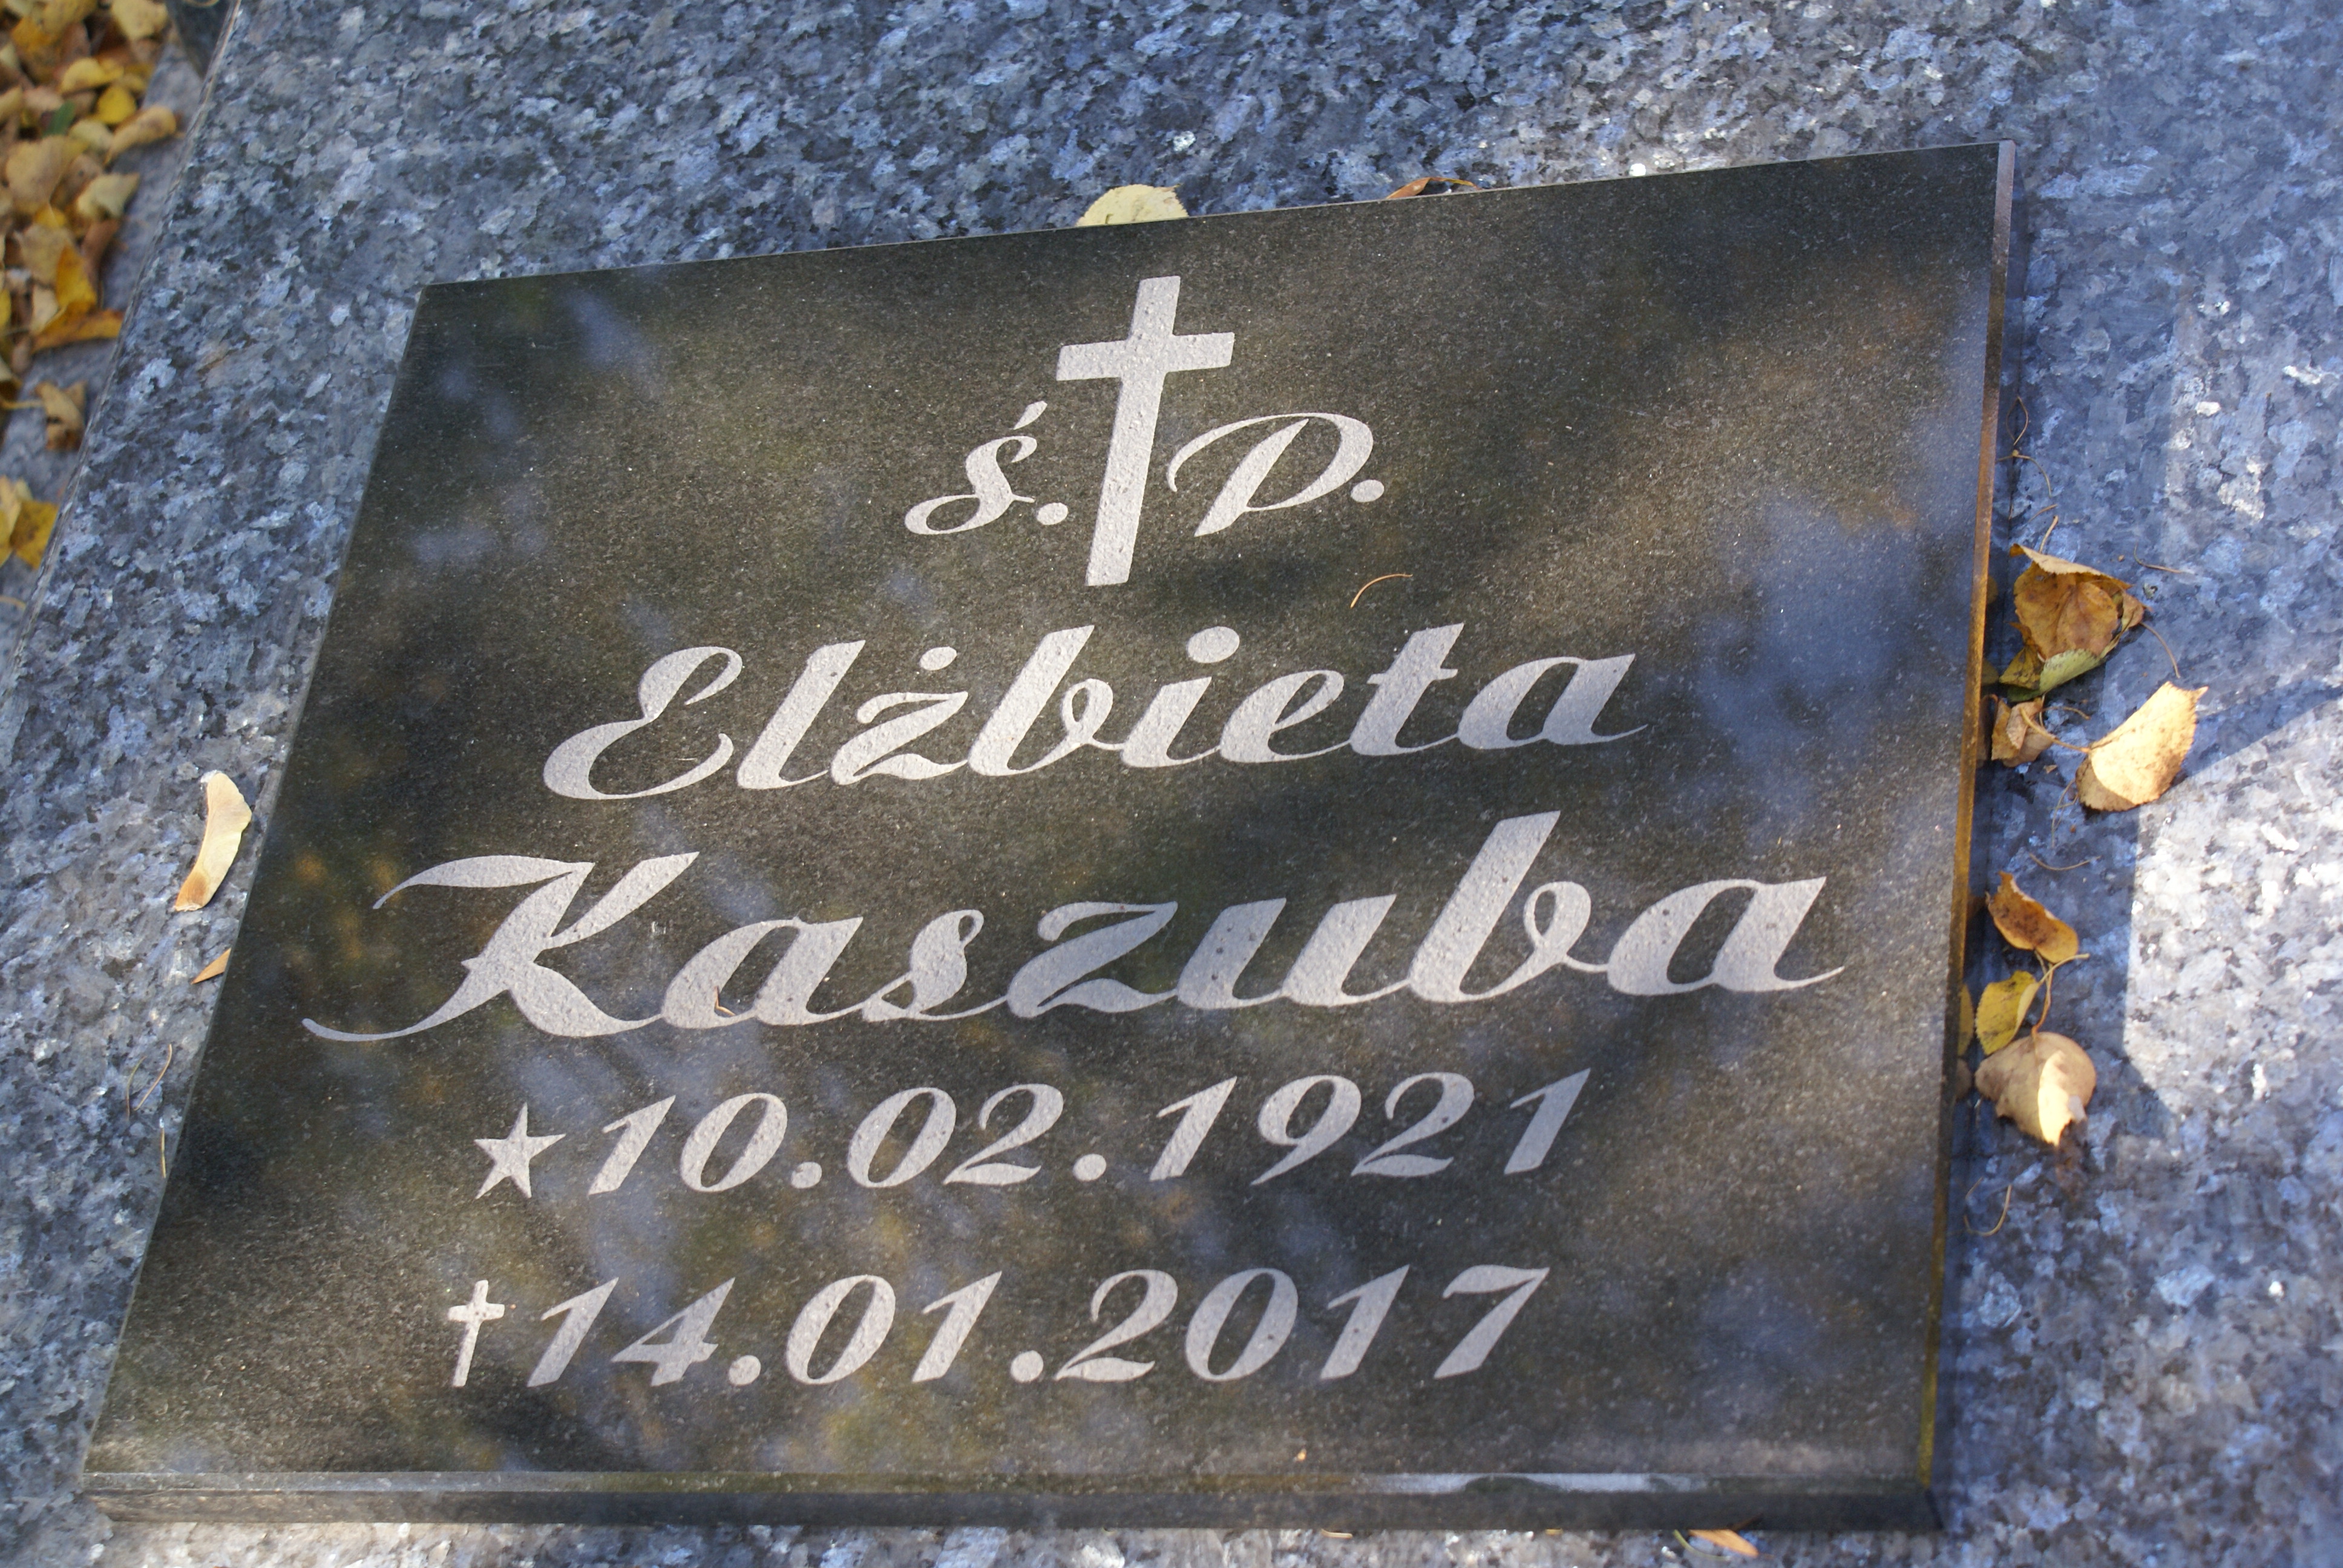 Ś. P.
Elżbieta
Kaszuba
★10.02.1921
✝14.01.2017